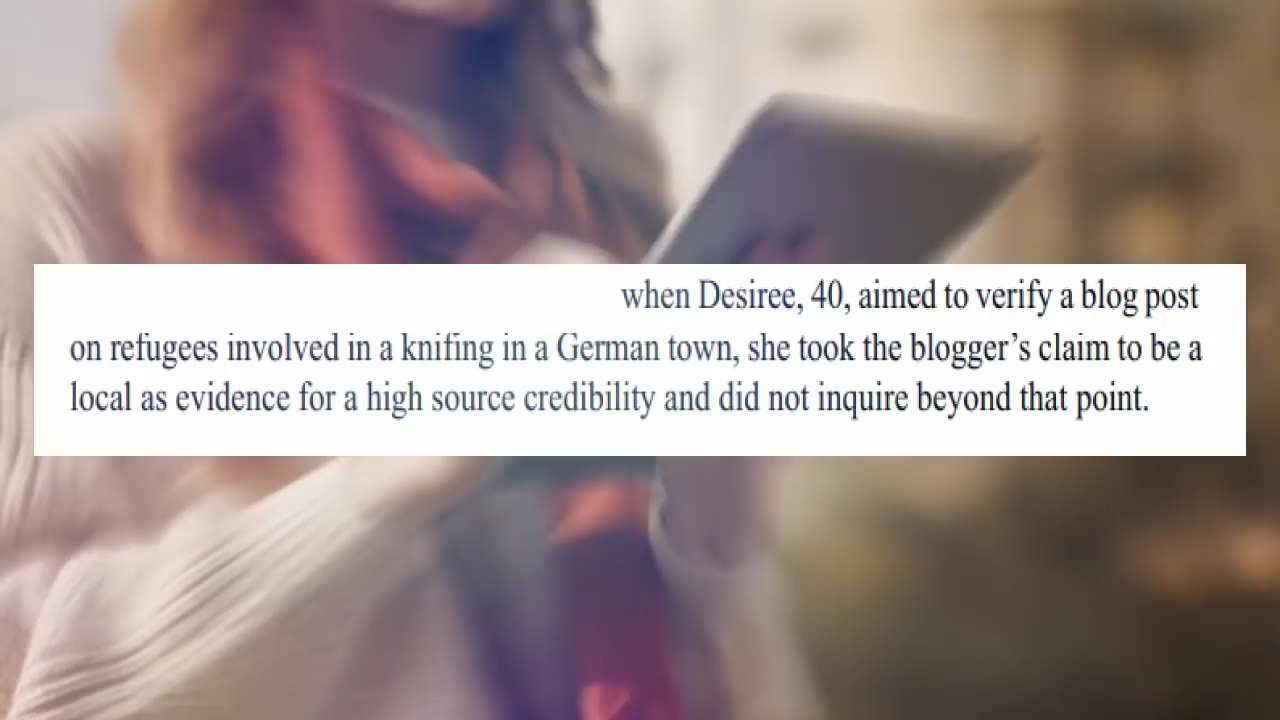 when Desiree, 40, aimed to verify a blog post
on refugees involved in a knifing in a German town, she took the blogger’s claim to be a
local as evidence for a high source credibility and did not inquire beyond that point.